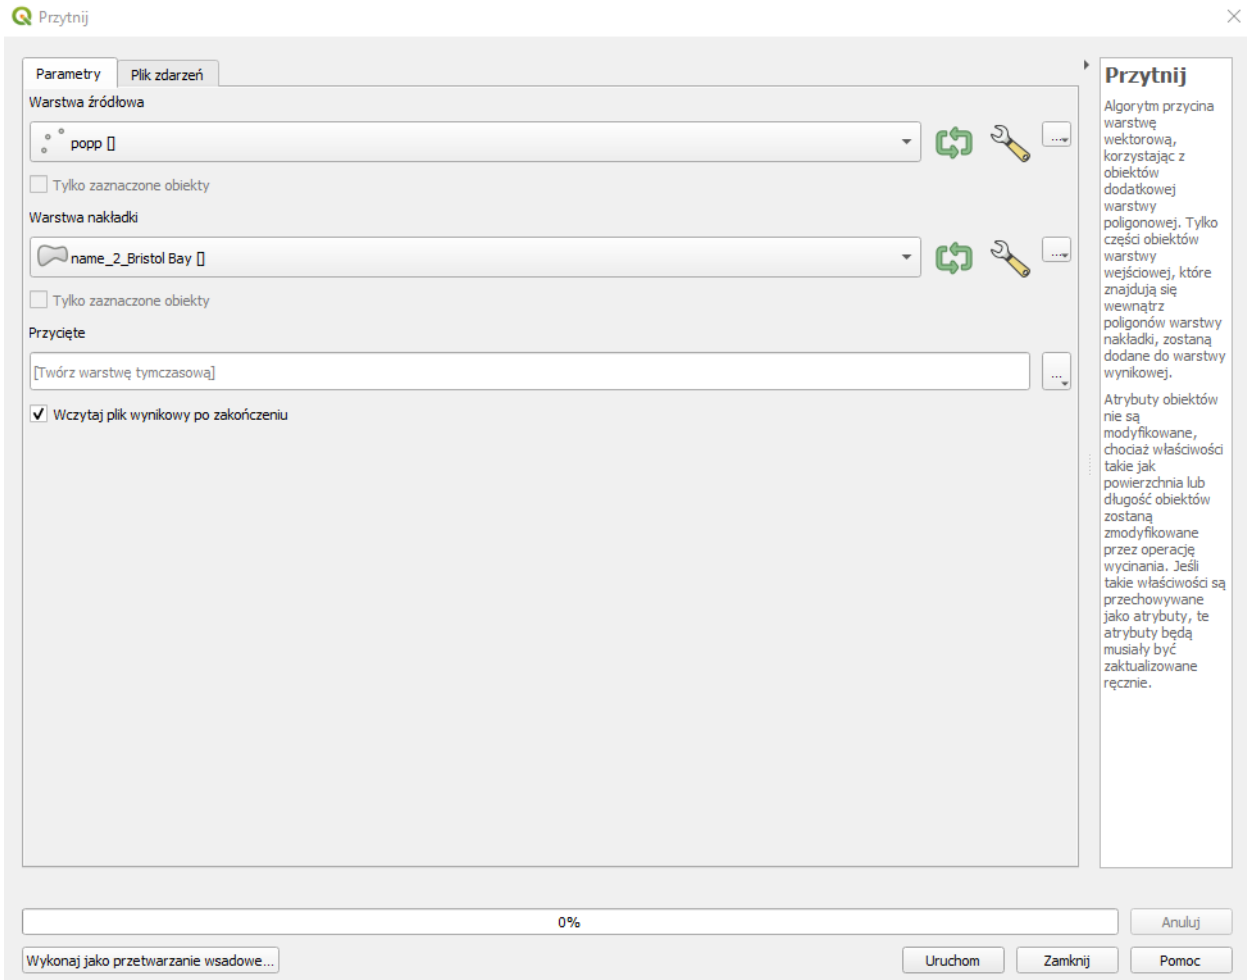 Przytnij
Parametry
Plik zdarzeń
Warstwa źródłowa
popp []
...
Tylko zaznaczone obiekty
Warstwa nakładki
name_2_Bristol Bay []
...
Tylko zaznaczone obiekty
Przycięte
[Twórz warstwę tymczasową]
...
Wczytaj plik wynikowy po zakończeniu
Przytnij
Algorytm przycina
warstwę
wektorową,
korzystając z
obiektów
dodatkowej
warstwy
poligonowej. Tylko
części obiektów
warstwy
wejściowej, które
znajdują się
wewnątrz
poligonów warstwy
nakładki, zostaną
dodane do warstwy
wynikowej.
Atrybuty obiektów
nie są
modyfikowane,
chociaż właściwości
takie jak
powierzchnia lub
długość obiektów
zostaną
zmodyfikowane
przez operację
wycinania. Jeśli
takie właściwości są
przechowywane
jako atrybuty, te
atrybuty będą
musiały być
zaktualizowane
ręcznie.
0%
Anuluj
Wykonaj jako przetwarzanie wsadowe...
Uruchom
Zamknij
Pomoc